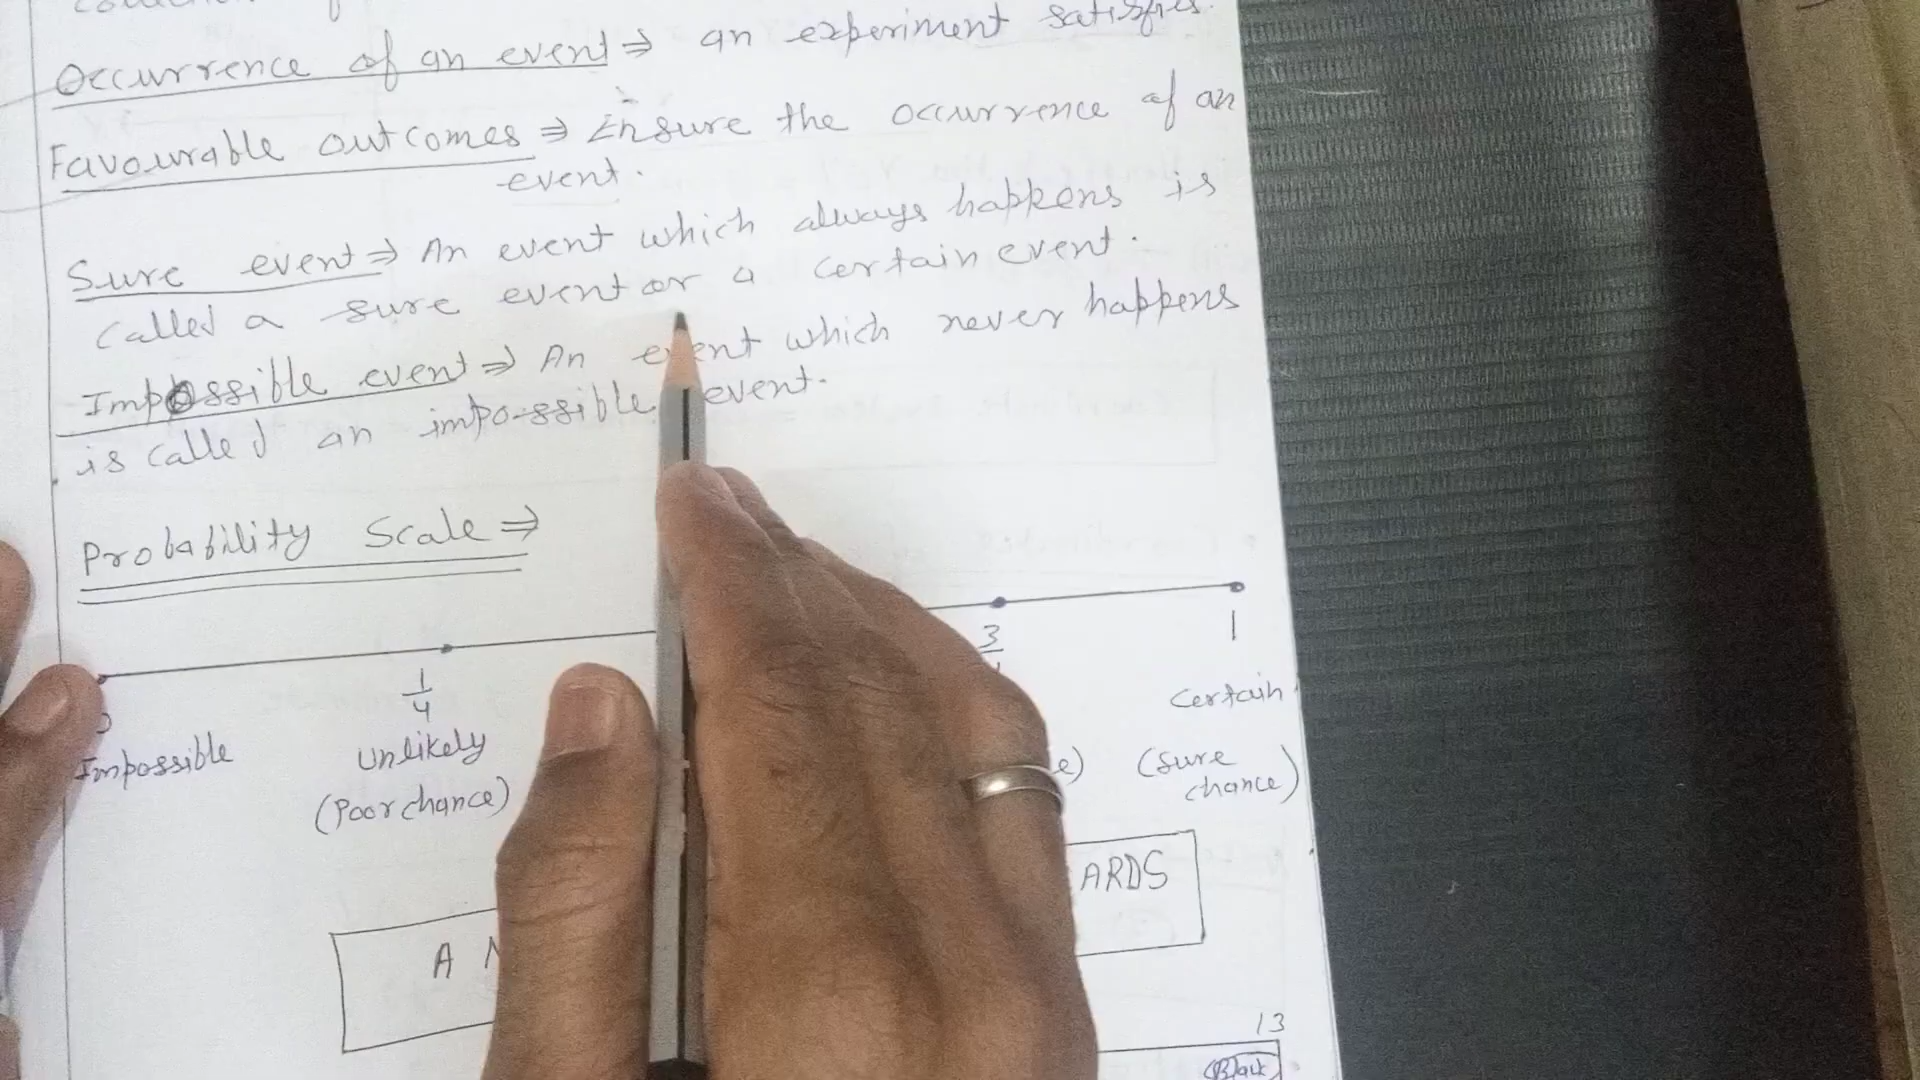 Occurrence of an event ⇒ an experiment satisfies.
Favourable outcomes ⇒ Ensure the occurrence of an
event.
Sure event ⇒ An event which always happens is
called a sure event or a certain event.
Impossible event ⇒ An event which never happens
is called an impossible event.
Probability Scale ⇒
1/4
3
1
Impossible
Unlikely
(Poor chance)
Certain
(Sure
chance)
A
ARDS
13
(Black)